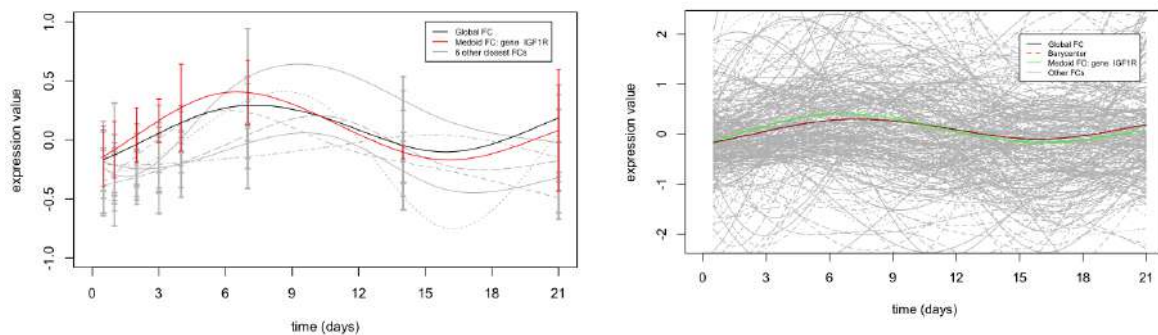 expression value
1.0
0.5
0.0
-0.5
-1.0
Global FC
Medoid FC: gene IGF1R
6 other closest FCs
0 3 6 9 12 15 18 21
time (days)
expression value
2
1
0
-1
-2
Global FC
Barycenter
Medoid FC: gene IGF1R
Other FCs
0 3 6 9 12 15 18 21
time (days)